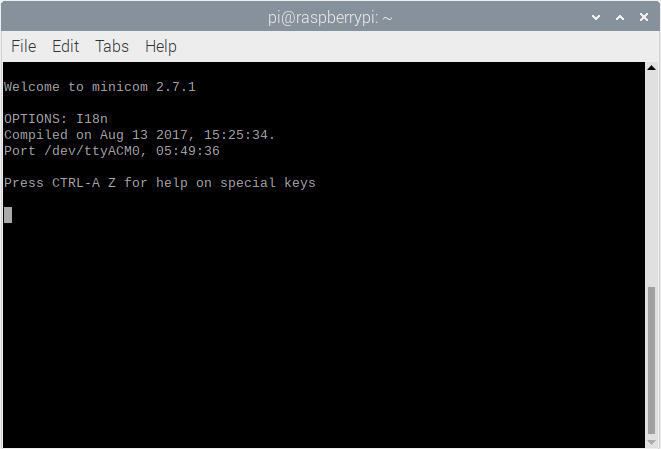 pi@raspberrypi: ~
File Edit Tabs Help
Welcome to minicom 2.7.1
OPTIONS: I18n
Compiled on Aug 13 2017, 15:25:34.
Port /dev/ttyACM0, 05:49:36
Press CTRL-A Z for help on special keys